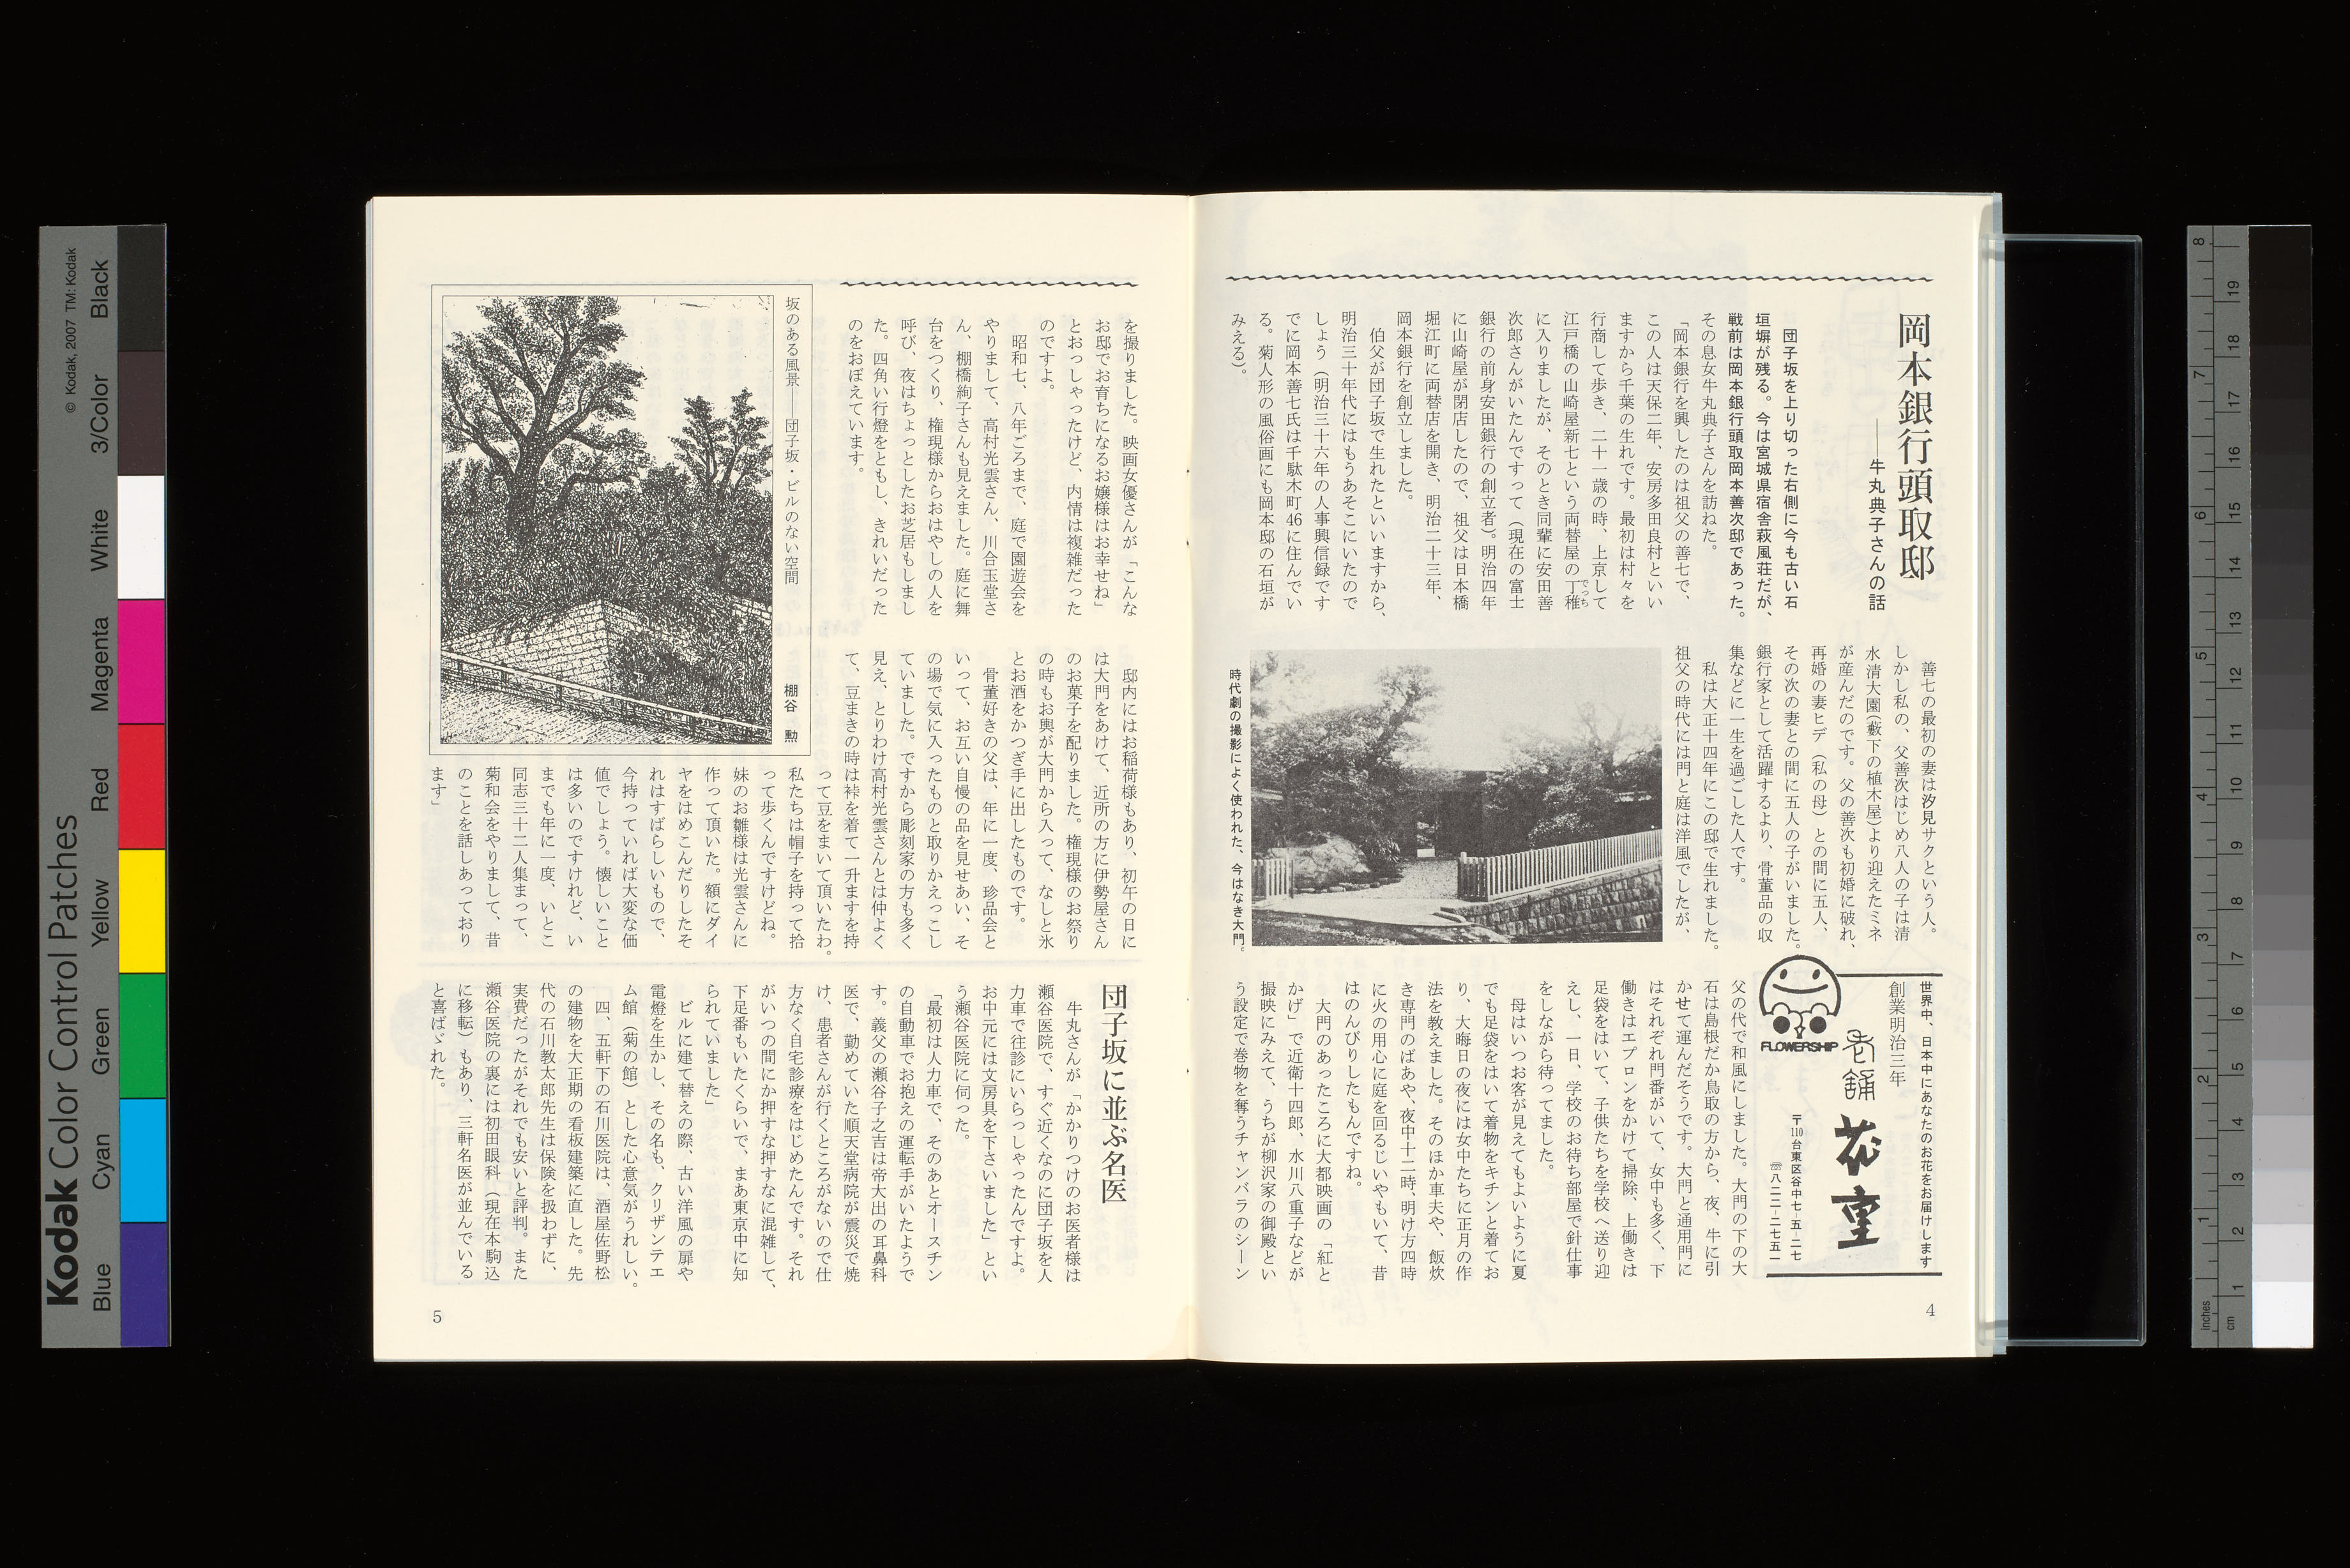 岡本銀行頭取邸
――牛丸典子さんの話
団子坂を上り切った右側に今も古い石
垣塀が残る。今は宮城県宿舎萩風荘だが、
戦前は岡本銀行頭取岡本善次邸であった。
その息女牛丸典子さんを訪ねた。
「岡本銀行を興したのは祖父の善七で、
この人は天保二年、安房多田良村とい
ますから千葉の生れです。最初は村々を
行商して歩き、二十一歳の時、上京して
江戸橋の山崎屋新七という両替屋の丁稚
でっち
に入りましたが、そのとき同輩に安田善
次郎さんがいたんですって（現在の富士
銀行の前身安田銀行の創立者）。明治四年
に山崎屋が閉店したので、祖父は日本橋
堀江町に両替店を開き、明治二十三年、
岡本銀行を創立しました。
伯父が団子坂で生れたといいますから、
明治三十年代にはもうあそこにいたので
しょう（明治三十六年の人事興信録です
でに岡本善七氏は千駄木町46に住んでい
る。菊人形の風俗画にも岡本邸の石垣が
みえる）。
善七の最初の妻は汐見サクという人。
しかし私の、父善次はじめ八人の子は清
水清大園（藪下の植木屋）より迎えたミネ
が産んだのです。父の善次も初婚に破れ、
再婚の妻ヒデ（私の母）との間に五人、
その次の妻との間に五人の子がいました。
銀行家として活躍するより、骨董品の収
集などに一生を過ごした人です。
私は大正十四年にこの邸で生れました。
祖父の時代には門と庭は洋風でしたが、
時代劇の撮影によく使われた、今はなき大門。
父の代で和風にしました。大門の下の大
石は島根だか鳥取の方から、夜、牛に引
かせて運んだそうです。大門と通用門に
はそれぞれ門番がいて、女中も多く、下
働きはエプロンをかけて掃除、上働きは
足袋をはいて、子供たちを学校へ送り迎
えし、一日、学校のお待ち部屋で針仕事
をしながら待ってました。
母はいつお客が見えてもよいように夏
でも足袋をはいて着物をキチンと着てお
り、大晦日の夜には女中たちに正月の作
法を教えました。そのほか車夫や、飯炊
き専門のばあや、夜中十二時、明け方四時
に火の用心に庭を回るじいやもいて、昔
はのんびりしたもんですね。
大門のあったころに大都映画の「紅と
かげ」で近衛十四郎、水川八重子などが
撮映にみえて、うちが柳沢家の御殿とい
う設定で巻物を奪うチャンバラのシーン
世界中、日本中にあなたのお花をお届けします
創業明治三年
老舗 花重
FLOWERSHIP
〒110台東区谷中七-五-二七
☎八二二-二七五一
4
を撮りました。映画女優さんが「こんな
お邸でお育ちになるお嬢様はお幸せね」
とおっしゃったけど、内情は複雑だった
のですよ。
昭和七、八年ごろまで、庭で園遊会を
やりまして、高村光雲さん、川合玉堂さ
ん、棚橋絢子さんも見えました。庭に舞
台をつくり、権現様からおはやしの人を
呼び、夜はちょっとしたお芝居もしまし
た。四角い行燈をともし、きれいだった
のをおぼえています。
坂のある風景――団子坂・ビルのない空間
棚谷 勲
邸内にはお稲荷様もあり、初午の日に
は大門をあけて、近所の方に伊勢屋さん
のお菓子を配りました。権現様のお祭り
の時もお輿が大門から入って、なしと氷
とお酒をかつぎ手に出したものです。
骨董好きの父は、年に一度、珍品会と
いって、お互い自慢の品を見せあい、そ
の場で気に入ったものと取りかえっこし
ていました。ですから彫刻家の方も多く
見え、とりわけ高村光雲さんとは仲よく
て、豆まきの時は裃を着て一升ますを持
って豆をまいて頂いたわ。
私たちは帽子を持って拾
って歩くんですけどね。
妹のお雛様は光雲さんに
作って頂いた。額にダイ
ヤをはめこんだりしたそ
れはすばらしいもので、
今持っていれば大変な価
値でしょう。懐しいこと
は多いのですけれど、い
までも年に一度、いとこ
同志三十二人集まって、
菊和会をやりまして、昔
のことを話しあっており
ます」
団子坂に並ぶ名医
牛丸さんが「かかりつけのお医者様は
瀬谷医院で、すぐ近くなのに団子坂を人
力車で往診にいらっしゃったんですよ。
お中元には文房具を下さいました」とい
う瀬谷医院に伺った。
「最初は人力車で、そのあとオースチン
の自動車でお抱えの運転手がいたようで
す。義父の瀬谷子之吉は帝大出の耳鼻科
医で、勤めていた順天堂病院が震災で焼
け、患者さんが行くところがないので仕
方なく自宅診療をはじめたんです。それ
がいつの間にか押すな押すなに混雑して、
下足番もいたくらいで、まあ東京中に知
られていました」
ビルに建て替えの際、古い洋風の扉や
電燈を生かし、その名も、クリザンテエ
ム館（菊の館）とした心意気がうれしい。
四、五軒下の石川医院は、酒屋佐野松
の建物を大正期の看板建築に直した。先
代の石川教太郎先生は保険を扱わずに、
実費だったがそれでも安いと評判。また
瀬谷医院の裏には初田眼科（現在本駒込
に移転）もあり、三軒名医が並んでいる
と喜ばゞれた。
5
Kodak Color Control Patches
© Kodak, 2007 TM: Kodak
Blue
Cyan
Green
Yellow
Red
Magenta
White
3/Color
Black
inches
cm
1
2
3
4
5
6
7
8
1
2
3
4
5
6
7
8
9
10
11
12
13
14
15
16
17
18
19